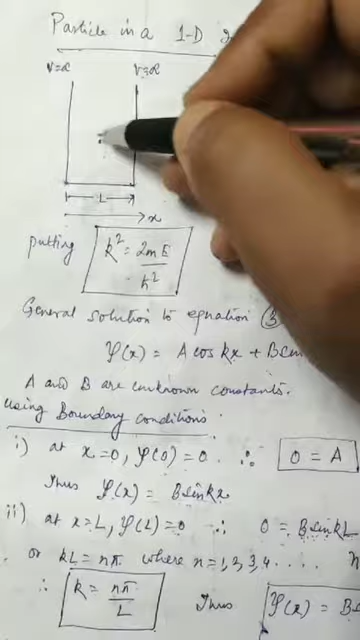 Particle in a 1-D
V=∝ V=∝
L
x
putting k² = 2mE / ħ²
General solution to equation (3)
φ(x) = A cos kx + B sin
A and B are unknown constants.
Using Boundary conditions:
i) at x=0, φ(0)=0 ∴ 0 = A
Thus φ(x) = B sin kx
ii) at x=L, φ(L)=0 ∴ 0 = B sin kL
or kL = nπ where n=1,2,3,4....
∴ k = nπ / L Thus φ(x) = B